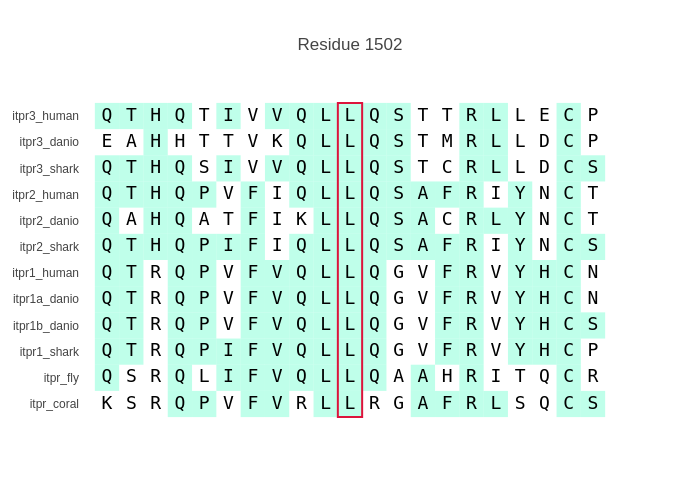 Residue 1502
itpr3_human Q T H Q T I V V Q L L Q S T T R L L E C P
itpr3_danio E A H H T T V K Q L L Q S T M R L L D C P
itpr3_shark Q T H Q S I V V Q L L Q S T C R L L D C S
itpr2_human Q T H Q P V F I Q L L Q S A F R I Y N C T
itpr2_danio Q A H Q A T F I K L L Q S A C R L Y N C T
itpr2_shark Q T H Q P I F I Q L L Q S A F R I Y N C S
itpr1_human Q T R Q P V F V Q L L Q G V F R V Y H C N
itpr1a_danio Q T R Q P V F V Q L L Q G V F R V Y H C N
itpr1b_danio Q T R Q P V F V Q L L Q G V F R V Y H C S
itpr1_shark Q T R Q P I F V Q L L Q G V F R V Y H C P
itpr_fly Q S R Q L I F V Q L L Q A A H R I T Q C R
itpr_coral K S R Q P V F V R L L R G A F R L S Q C S